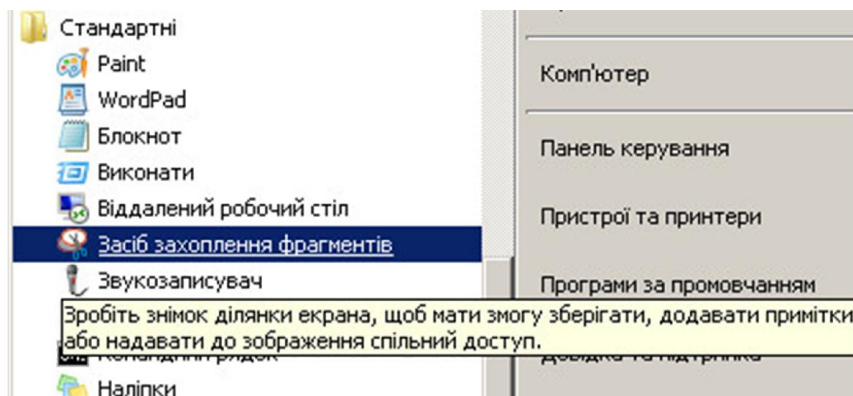 Стандартні
Paint
WordPad
Блокнот
Виконати
Віддалений робочий стіл
Засіб захоплення фрагментів
Звукозаписувач
Зробіть знімок ділянки екрана, щоб мати змогу зберігати, додавати примітки
або надавати до зображення спільний доступ.
Наліпки
Комп'ютер
Панель керування
Пристрої та принтери
Програми за промовчанням